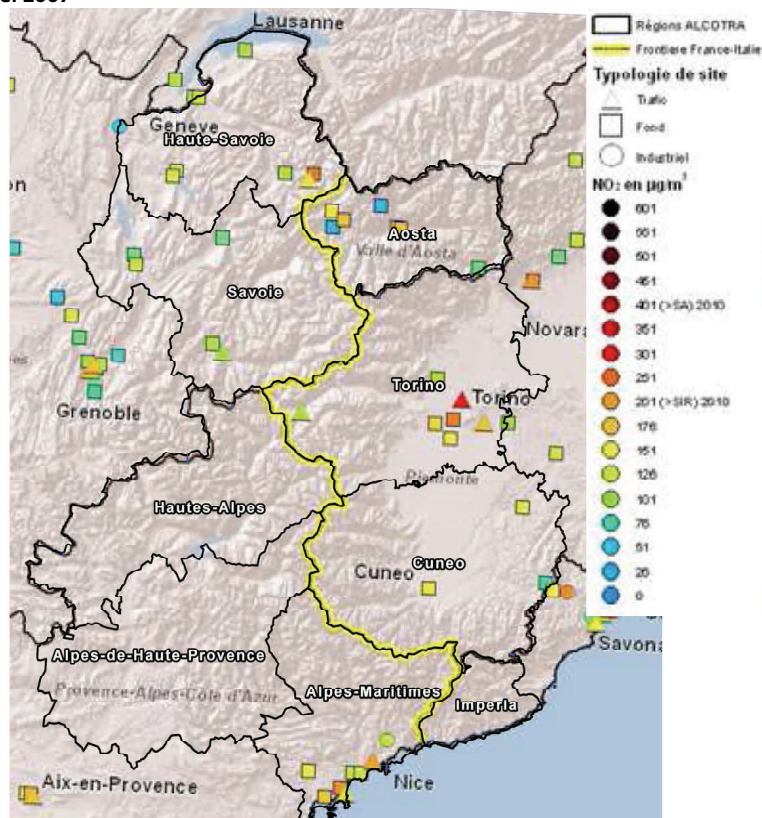 Lausanne
Genève
Haute-Savoie
Aosta
Valle d'Aosta
Savoie
Novara
Torino
Torino
Grenoble
Piemonte
Hautes-Alpes
Cuneo
Cuneo
Savona
Alpes-de-Haute-Provence
Provence-Alpes-Côte d'Azur
Alpes-Maritimes
Imperia
Aix-en-Provence
Nice
Régions ALCOTRA
Frontiere France-Italie
Typologie de site
Trafic
Fond
Industriel
NO₂ en µg/m³
601
551
501
451
401 (>SA) 2010
351
301
251
201 (>SIR) 2010
176
151
126
101
76
51
26
0